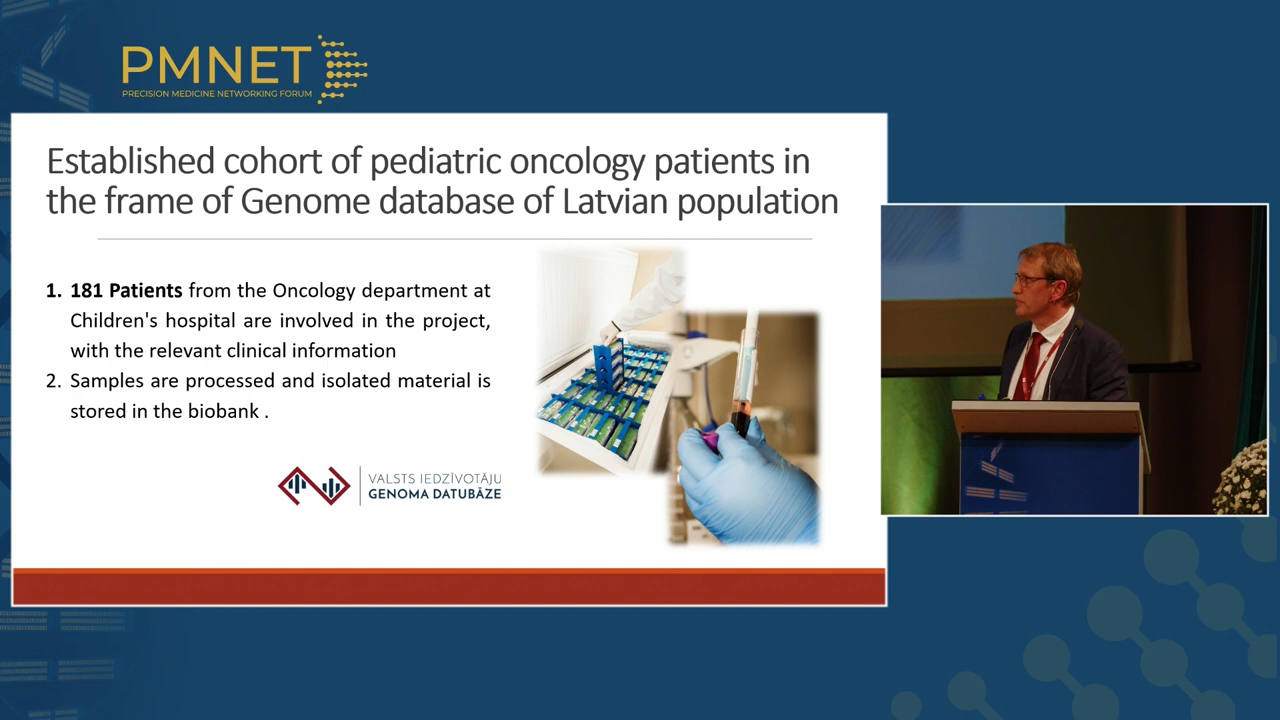 PMNET
PRECISION MEDICINE NETWORKING FORUM
Established cohort of pediatric oncology patients in
the frame of Genome database of Latvian population
1. 181 Patients from the Oncology department at
Children's hospital are involved in the project,
with the relevant clinical information
2. Samples are processed and isolated material is
stored in the biobank .
VALSTS IEDZĪVOTĀJU
GENOMA DATUBĀZE